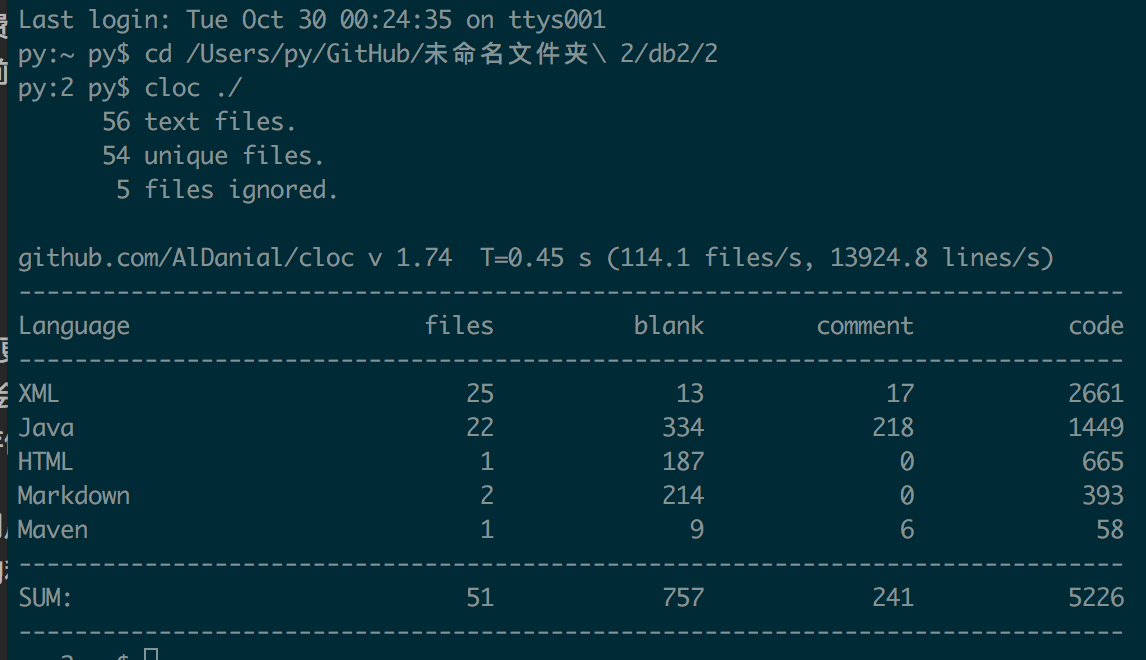 Last login: Tue Oct 30 00:24:35 on ttys001
py:~ py$ cd /Users/py/GitHub/未命名文件夹\ 2/db2/2
py:2 py$ cloc ./
56 text files.
54 unique files.
5 files ignored.
github.com/AlDanial/cloc v 1.74  T=0.45 s (114.1 files/s, 13924.8 lines/s)
-------------------------------------------------------------------------------
Language                     files          blank        comment           code
-------------------------------------------------------------------------------
XML                             25             13             17           2661
Java                            22            334            218           1449
HTML                             1            187              0            665
Markdown                         2            214              0            393
Maven                            1              9              6             58
-------------------------------------------------------------------------------
SUM:                            51            757            241           5226
-------------------------------------------------------------------------------